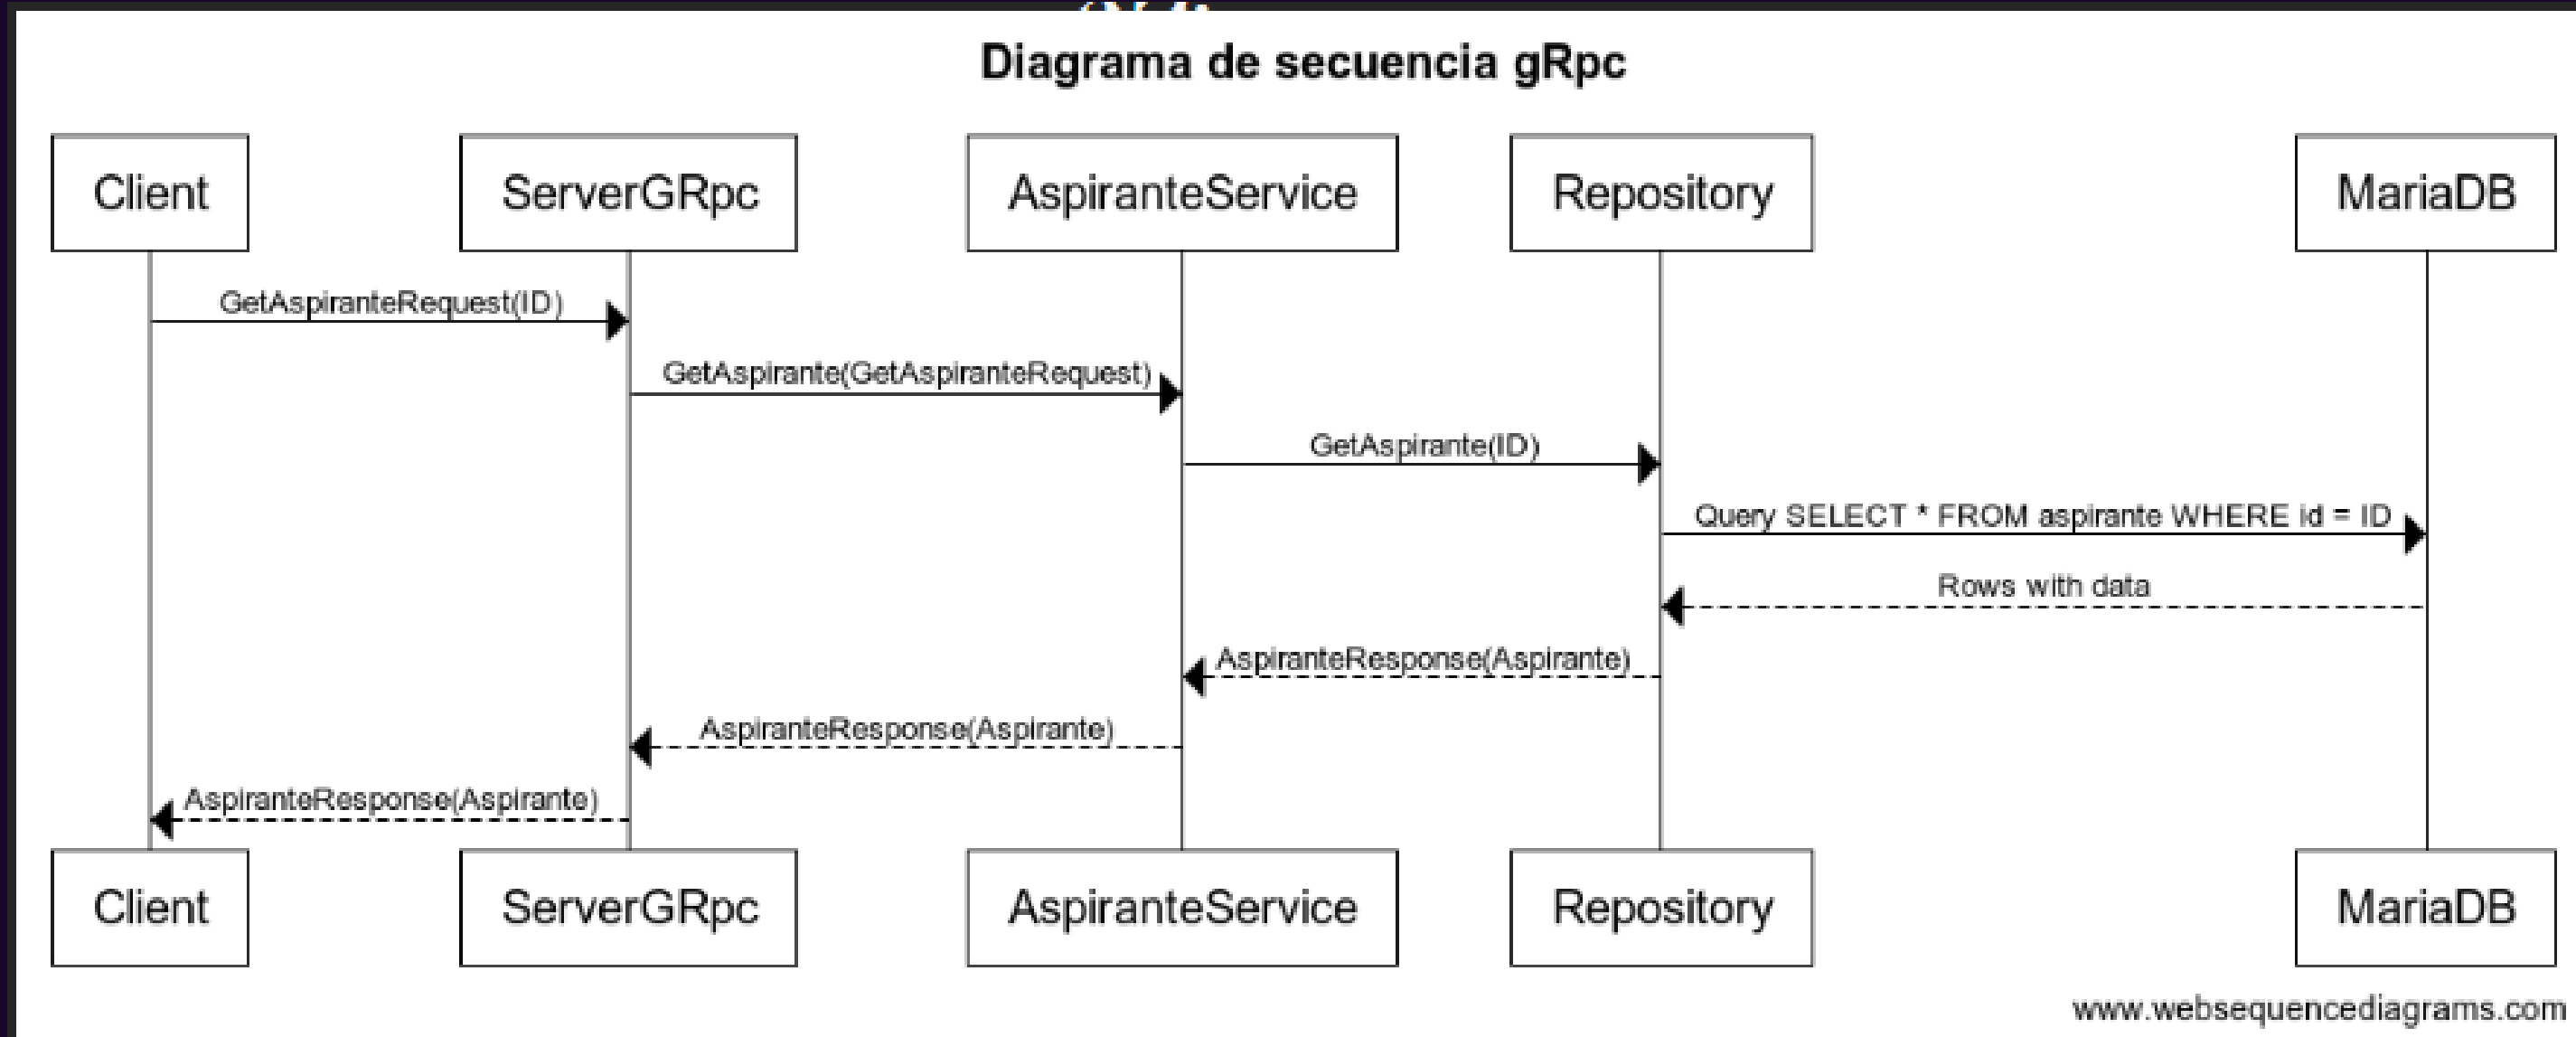 Diagrama de secuencia gRpc
Client
ServerGRpc
AspiranteService
Repository
MariaDB
GetAspiranteRequest(ID)
GetAspirante(GetAspiranteRequest)
GetAspirante(ID)
Query SELECT * FROM aspirante WHERE id = ID
Rows with data
AspiranteResponse(Aspirante)
AspiranteResponse(Aspirante)
AspiranteResponse(Aspirante)
Client
ServerGRpc
AspiranteService
Repository
MariaDB
www.websequencediagrams.com